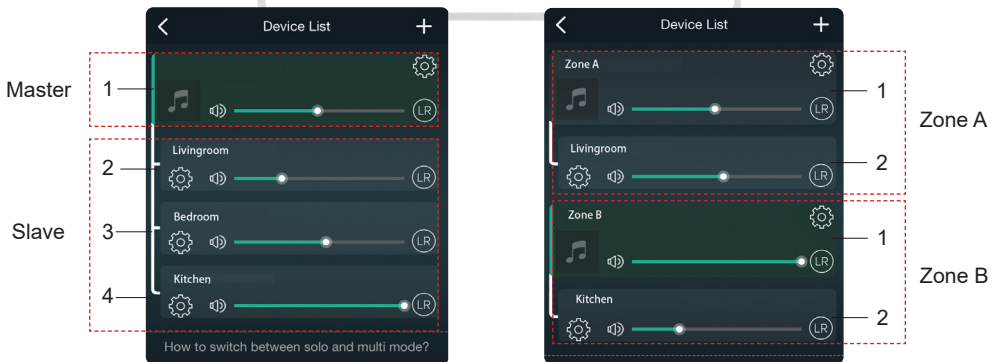 Device List
Master
1
LR
Livingroom
2
LR
Slave
Bedroom
3
LR
Kitchen
4
LR
How to switch between solo and multi mode?
Device List
Zone A
1
LR
Zone A
Livingroom
2
LR
Zone B
1
LR
Zone B
Kitchen
2
LR